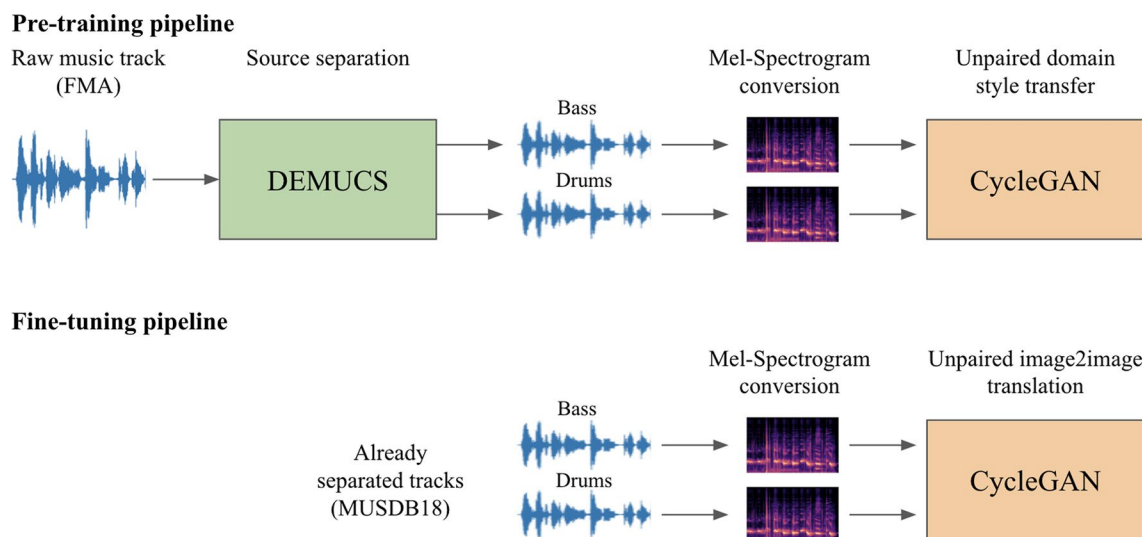 Pre-training pipeline
Raw music track
(FMA)
Source separation
Mel-Spectrogram
conversion
Unpaired domain
style transfer
Bass
DEMUCS
Drums
CycleGAN
Fine-tuning pipeline
Mel-Spectrogram
conversion
Unpaired image2image
translation
Bass
Already
separated tracks
(MUSDB18)
Drums
CycleGAN